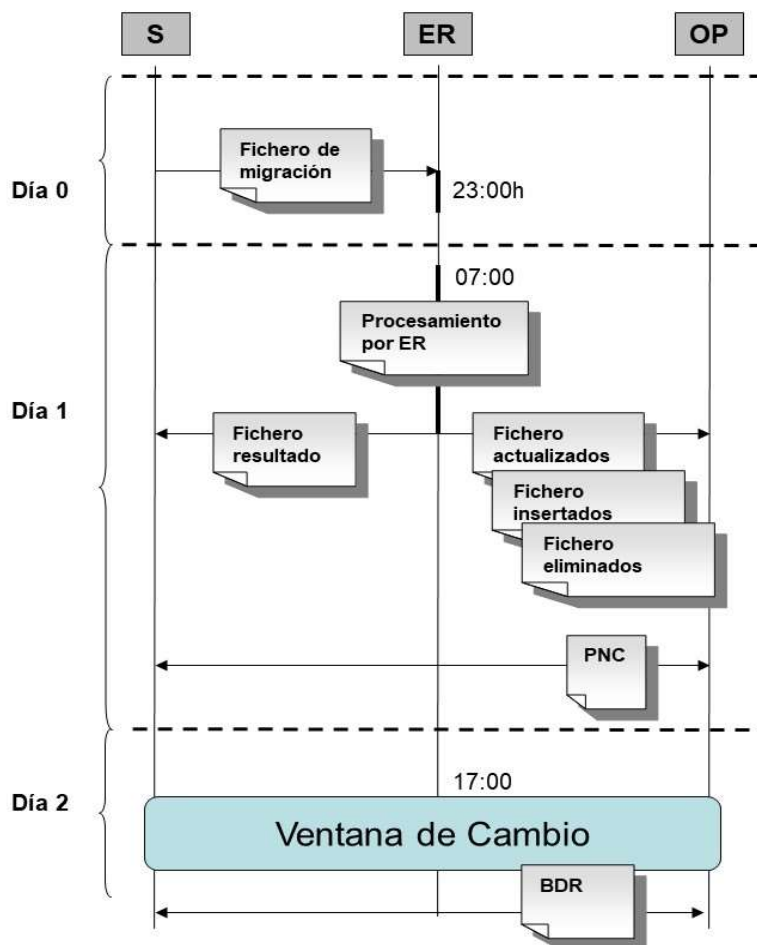 S
ER
OP
Fichero de
migración
Día 0
23:00h
07:00
Procesamiento
por ER
Día 1
Fichero
resultado
Fichero
actualizados
Fichero
insertados
Fichero
eliminados
PNC
17:00
Día 2
Ventana de Cambio
BDR